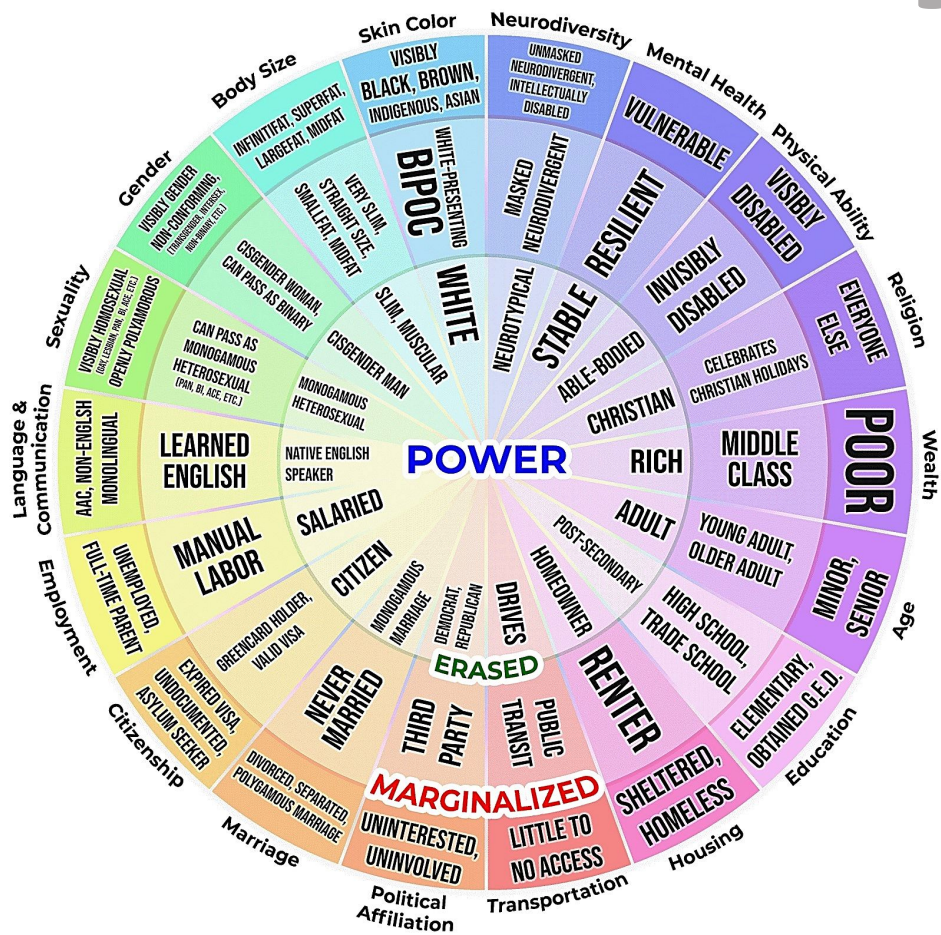 Skin Color
VISIBLY
BLACK, BROWN,
INDIGENOUS, ASIAN
WHITE-PRESENTING
BIPOC
WHITE
Neurodiversity
UNMASKED
NEURODIVERGENT,
INTELLECTUALLY
DISABLED
MASKED
NEURODIVERGENT
NEUROTYPICAL
Mental Health
VULNERABLE
RESILIENT
STABLE
Physical Ability
VISIBLY
DISABLED
INVISIBLY
DISABLED
ABLE-BODIED
Religion
EVERYONE
ELSE
CELEBRATES
CHRISTIAN HOLIDAYS
CHRISTIAN
Wealth
POOR
MIDDLE
CLASS
RICH
Age
MINOR,
SENIOR
YOUNG ADULT,
OLDER ADULT
ADULT
Education
ELEMENTARY,
OBTAINED G.E.D.
HIGH SCHOOL,
TRADE SCHOOL
POST-SECONDARY
Housing
SHELTERED,
HOMELESS
RENTER
HOMEOWNER
Transportation
LITTLE TO
NO ACCESS
PUBLIC
TRANSIT
DRIVES
Political
Affiliation
UNINTERESTED,
UNINVOLVED
THIRD
PARTY
DEMOCRAT,
REPUBLICAN
Marriage
DIVORCED, SEPARATED,
POLYGAMOUS MARRIAGE
NEVER
MARRIED
MONOGAMOUS
MARRIAGE
Citizenship
EXPIRED VISA,
UNDOCUMENTED,
ASYLUM SEEKER
GREENCARD HOLDER,
VALID VISA
CITIZEN
Employment
UNEMPLOYED,
FULL-TIME PARENT
MANUAL
LABOR
SALARIED
Language &
Communication
AAC, NON-ENGLSH
MONOLINGUAL
LEARNED
ENGLISH
NATIVE ENGLISH
SPEAKER
Sexuality
VISIBLY HOMOSEXUAL
(GAY, LESBIAN, PAN, BI, ACE, ETC.)
OPENLY POLYAMOROUS
CAN PASS AS
MONOGAMOUS
HETEROSEXUAL
(PAN, BI, ACE, ETC.)
MONOGAMOUS
HETEROSEXUAL
Gender
VISIBLY GENDER
NON-CONFORMING,
(TRANSGENDER, INTERSEX,
NON-BINARY, ETC.)
CISGENDER WOMAN,
CAN PASS AS BINARY
CISGENDER MAN
Body Size
INFINITIFAT, SUPERFAT,
LARGEFAT, MIDFAT
VERY SLIM,
STRAIGHT SIZE,
SMALLFAT, MIDFAT
SLIM, MUSCULAR
POWER
ERASED
MARGINALIZED